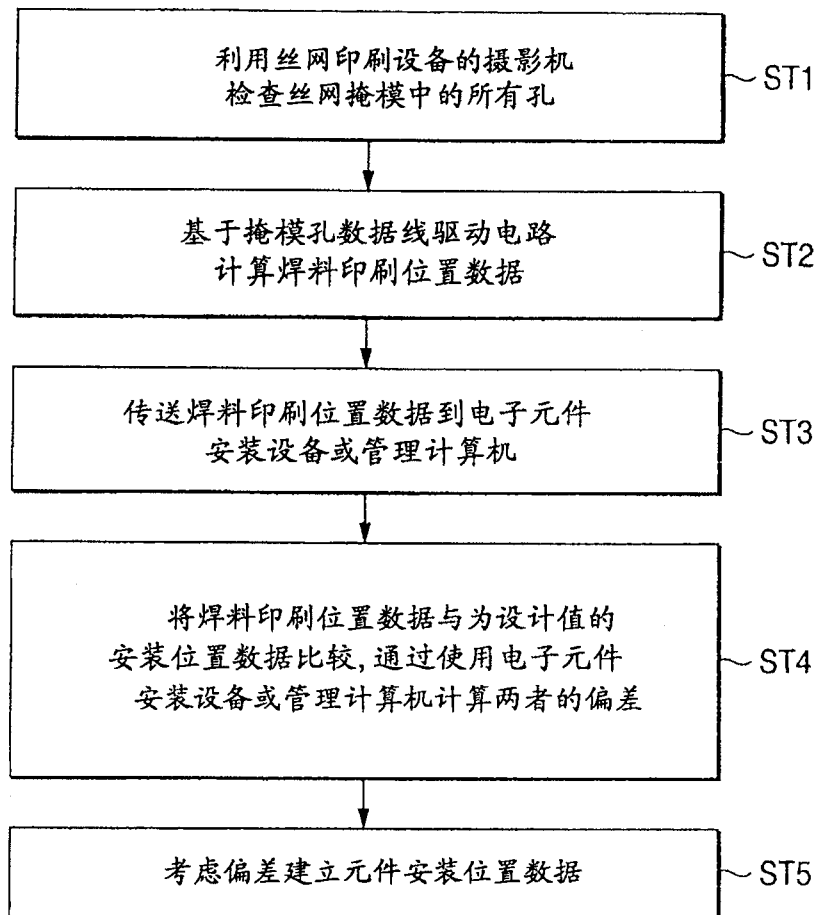 利用丝网印刷设备的摄影机
检查丝网掩模中的所有孔
ST1
基于掩模孔数据线驱动电路
计算焊料印刷位置数据
ST2
传送焊料印刷位置数据到电子元件
安装设备或管理计算机
ST3
将焊料印刷位置数据与为设计值的
安装位置数据比较,通过使用电子元件
安装设备或管理计算机计算两者的偏差
ST4
考虑偏差建立元件安装位置数据
ST5